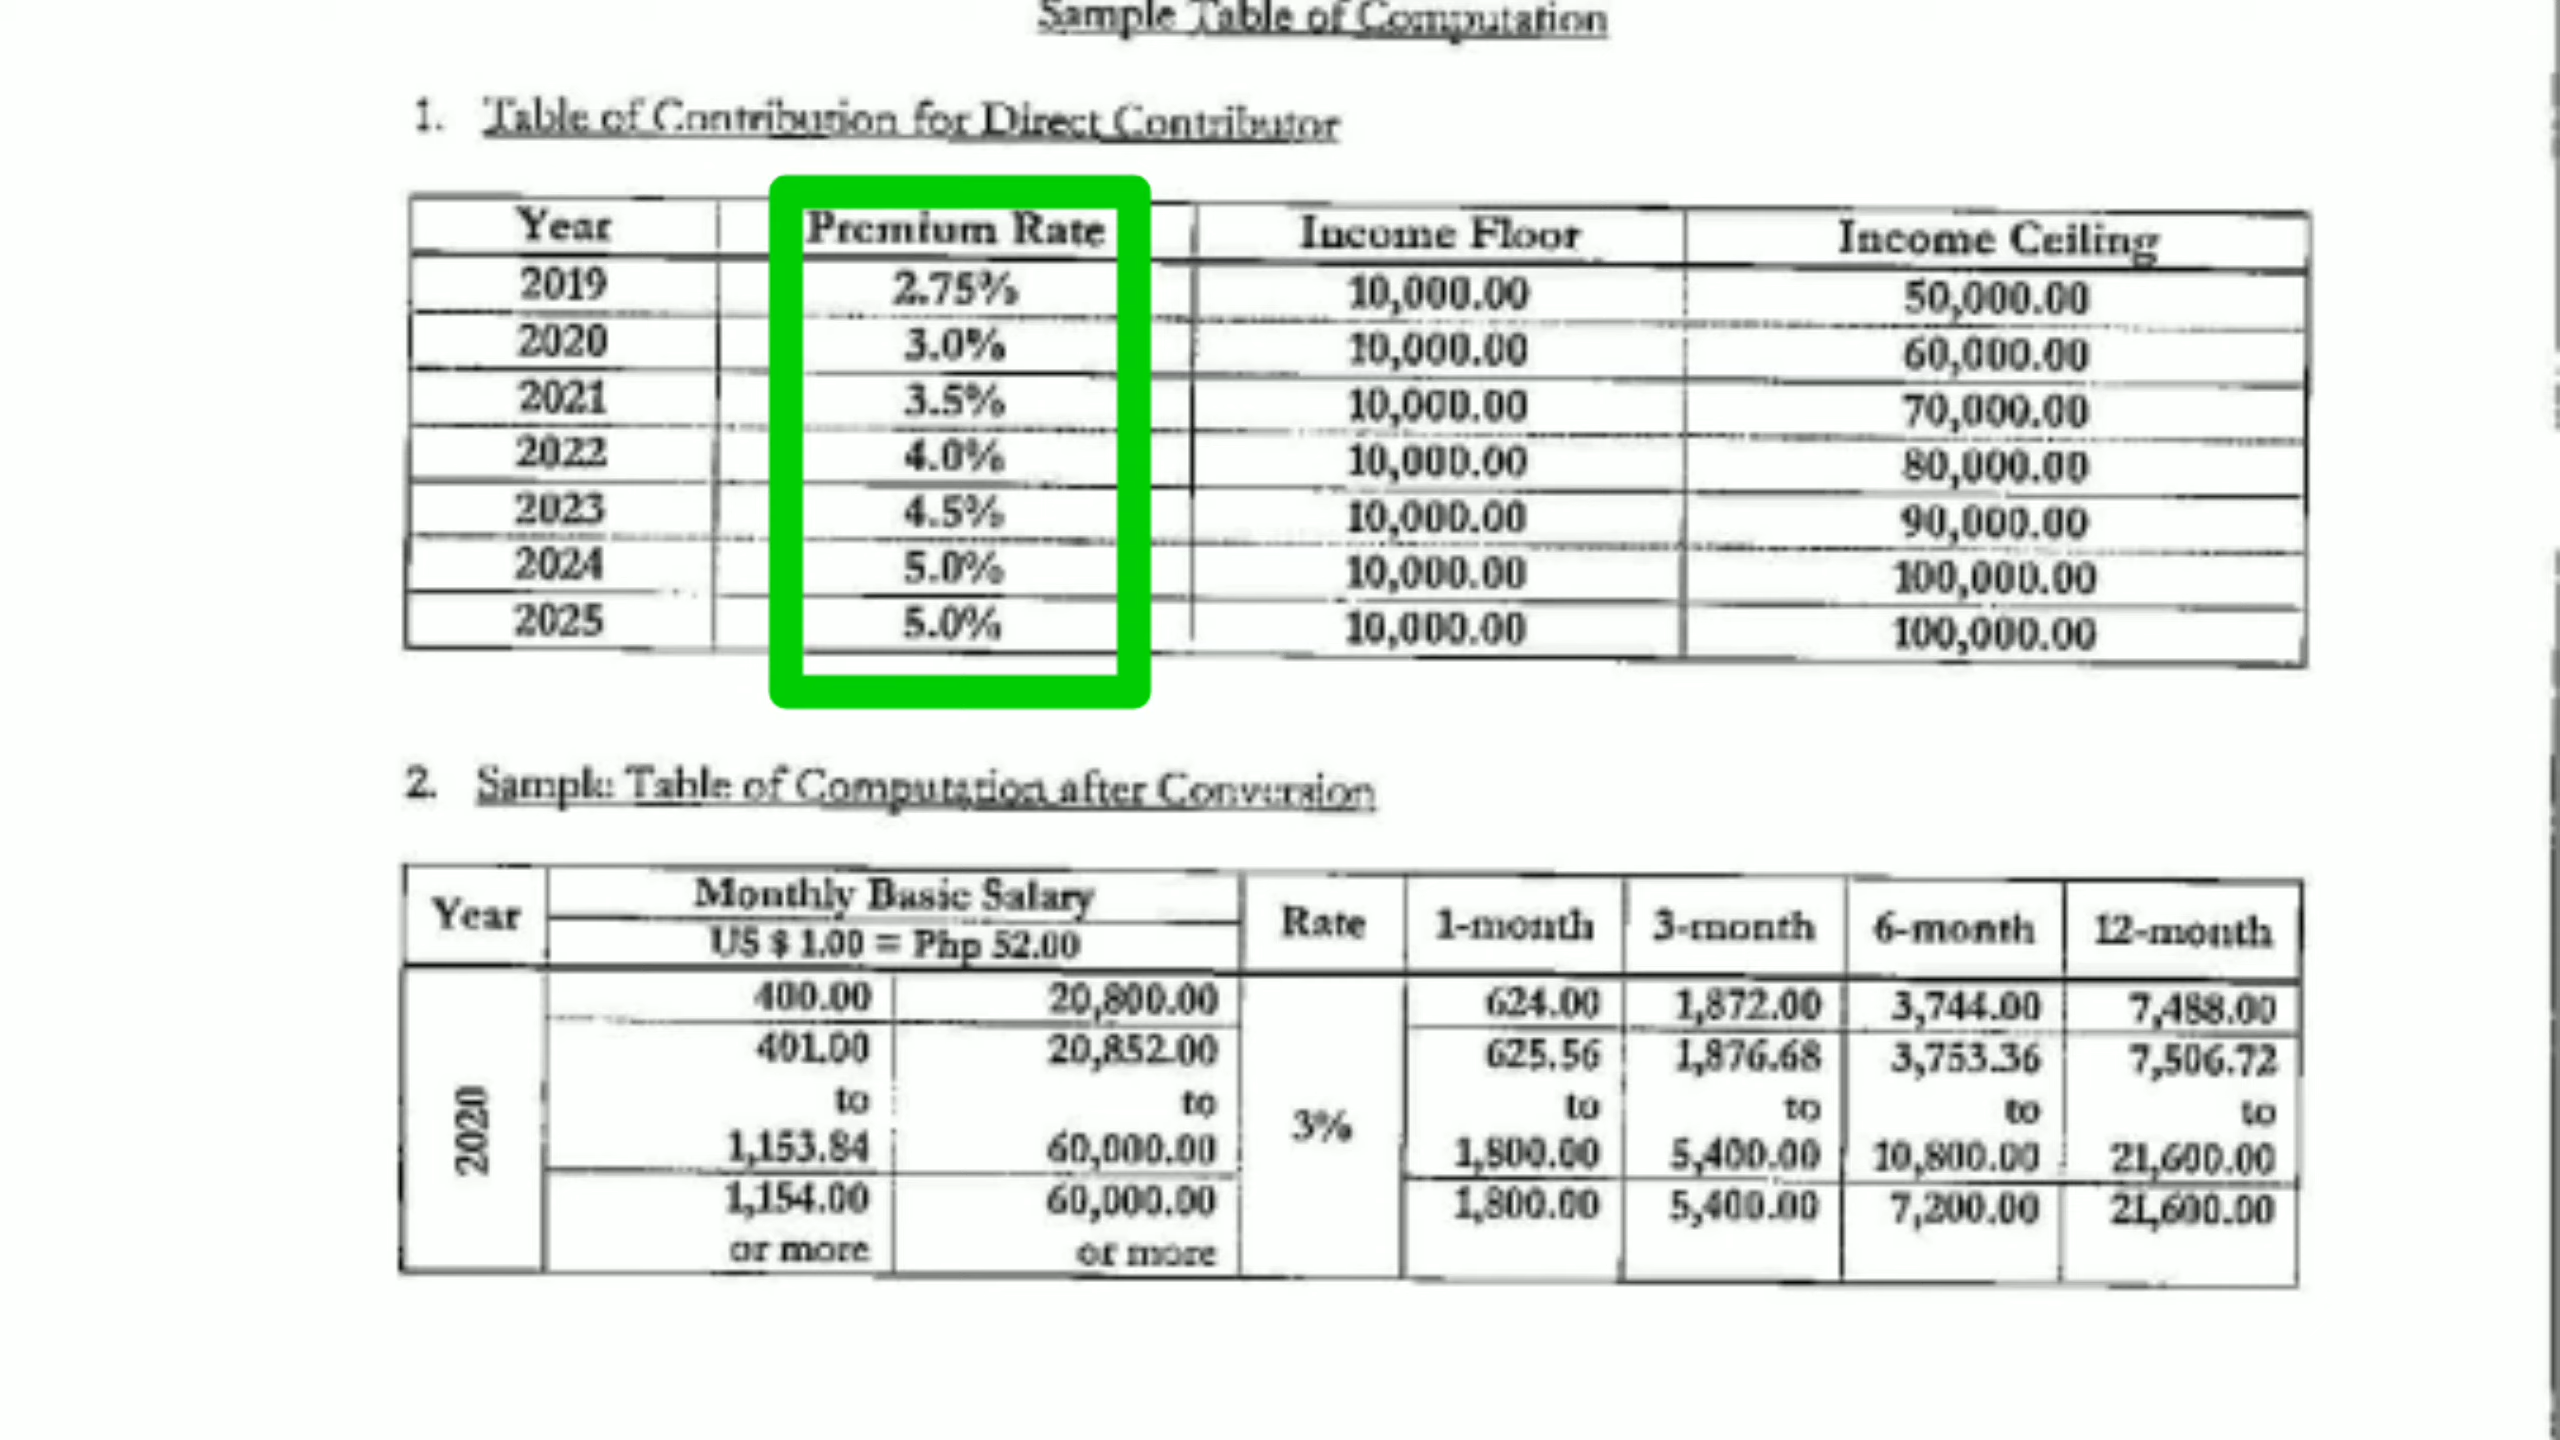 Sample Table of Computation
1. Table of Contribution for Direct Contributor
Year Premium Rate Income Floor Income Ceiling
2019 2.75% 10,000.00 50,000.00
2020 3.0% 10,000.00 60,000.00
2021 3.5% 10,000.00 70,000.00
2022 4.0% 10,000.00 80,000.00
2023 4.5% 10,000.00 90,000.00
2024 5.0% 10,000.00 100,000.00
2025 5.0% 10,000.00 100,000.00
2. Sample Table of Computation after Conversion
Year Monthly Basic Salary Rate 1-month 3-month 6-month 12-month
US $ 1.00 = Php 52.00
400.00 20,800.00 624.00 1,872.00 3,744.00 7,488.00
401.00 20,852.00 625.56 1,876.68 3,753.36 7,506.72
2020 to to 3% to to to to
1,153.84 60,000.00 1,800.00 5,400.00 10,800.00 21,600.00
1,154.00 60,000.00 1,800.00 5,400.00 7,200.00 21,600.00
or more or more